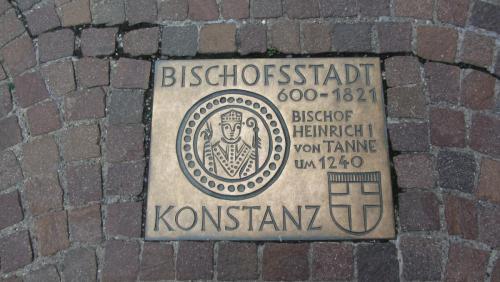 BISCHOFSSTADT
600-1821
BISCHOF
HEINRICH I
VON TANNE
UM 1240
KONSTANZ